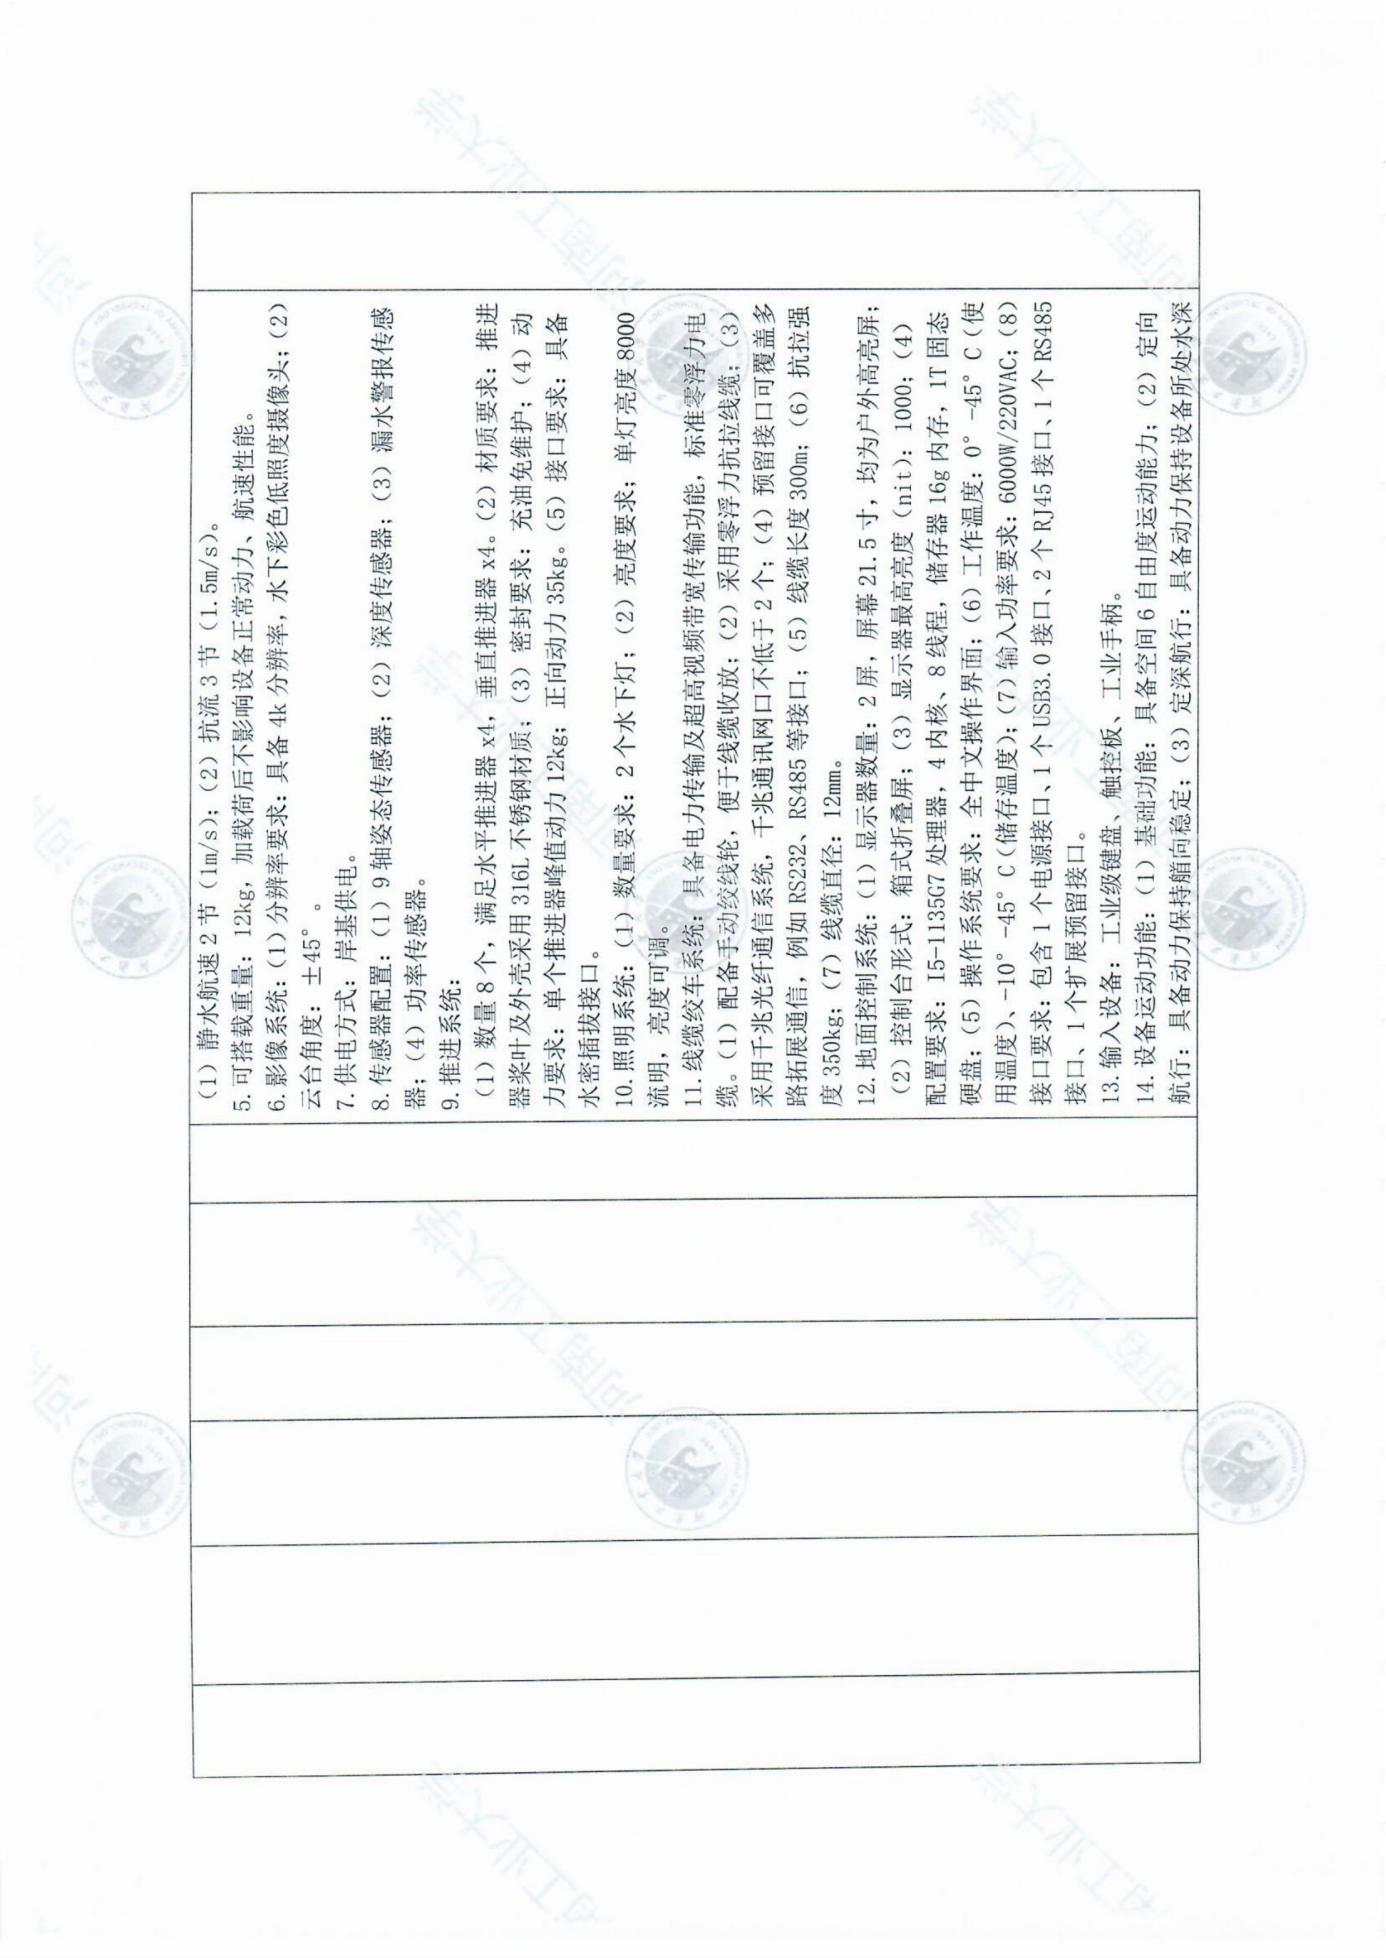 （1）静水航速 2 节（1m/s）；（2）抗流 3 节（1.5m/s）。
5. 可搭载重量：12kg，加载荷后不影响设备正常动力、航速性能。
6. 影像系统：（1）分辨率要求：具备 4k 分辨率，水下彩色低照度摄像头；（2）
云台角度：±45°。
7. 供电方式：岸基供电。
8. 传感器配置：（1）9 轴姿态传感器；（2）深度传感器；（3）漏水警报传感
器；（4）功率传感器。
9. 推进系统：
（1）数量 8 个，满足水平推进器 x4，垂直推进器 x4。（2）材质要求：推进
器桨叶及外壳采用 316L 不锈钢材质；（3）密封要求：充油免维护；（4）动
力要求：单个推进器峰值动力 12kg；正向动力 35kg。（5）接口要求：具备
水密插拔接口。
10. 照明系统：（1）数量要求：2 个水下灯；（2）亮度要求；单灯亮度 8000
流明，亮度可调。
11. 线缆绞车系统：具备电力传输及超高视频带宽传输功能，标准零浮力电
缆。（1）配备手动绞线轮，便于线缆收放；（2）采用零浮力抗拉线缆；（3）
采用千兆光纤通信系统，千兆通讯网口不低于 2 个；（4）预留接口可覆盖多
路拓展通信，例如 RS232、RS485 等接口；（5）线缆长度 300m；（6）抗拉强
度 350kg；（7）线缆直径：12mm。
12. 地面控制系统：（1）显示器数量：2 屏，屏幕 21.5 寸，均为户外高亮屏；
（2）控制台形式：箱式折叠屏；（3）显示器最高亮度（nit）：1000；（4）
配置要求：I5-1135G7 处理器，4 内核、8 线程，储存器 16g 内存，1T 固态
硬盘；（5）操作系统要求：全中文操作界面；（6）工作温度：0°-45°C（使
用温度）、-10°-45°C（储存温度）；（7）输入功率要求：6000W/220VAC；（8）
接口要求：包含 1 个电源接口、1 个 USB3.0 接口、2 个 RJ45 接口、1 个 RS485
接口、1 个扩展预留接口。
13. 输入设备：工业级键盘、触控板、工业手柄。
14. 设备运动功能：（1）基础功能：具备空间 6 自由度运动能力；（2）定向
航行：具备动力保持艏向稳定；（3）定深航行：具备动力保持设备所处水深
河南工业大学